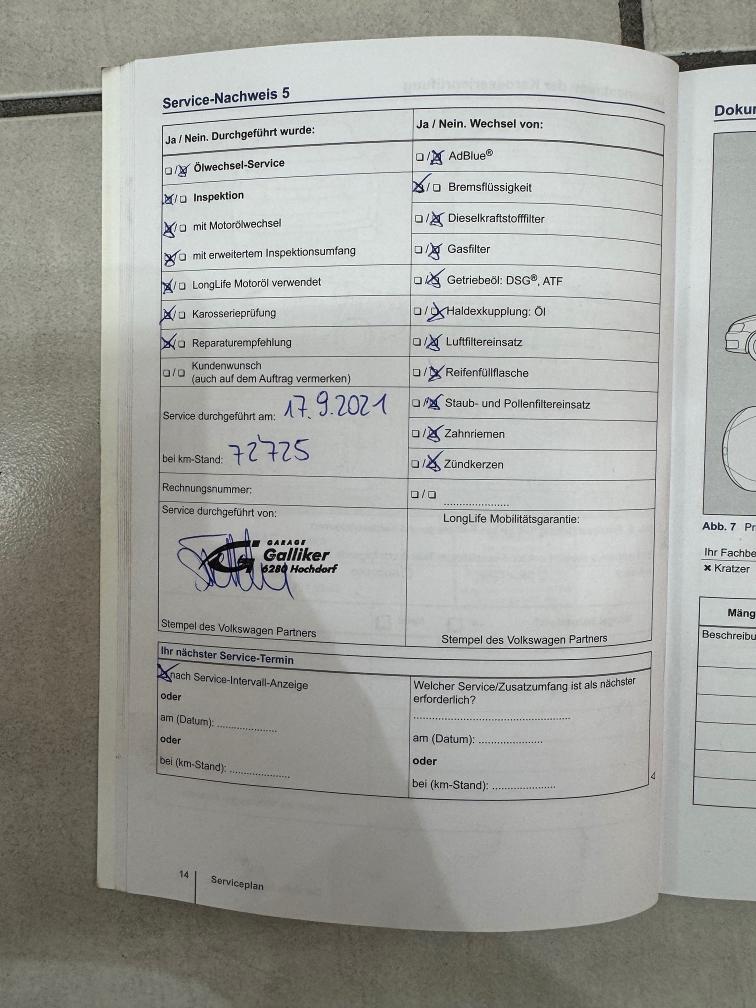 Service-Nachweis 5
Ja / Nein. Durchgeführt wurde:
☐/☒ Ölwechsel-Service
☒/☐ Inspektion
☒/☐ mit Motorölwechsel
☒/☐ mit erweitertem Inspektionsumfang
☒/☐ LongLife Motoröl verwendet
☒/☐ Karosserieprüfung
☒/☐ Reparaturempfehlung
☐/☐ Kundenwunsch
(auch auf dem Auftrag vermerken)
Service durchgeführt am: 17.9.2021
bei km-Stand: 72'725
Rechnungsnummer:
Service durchgeführt von:
GARAGE
Galliker
6280 Hochdorf
Stempel des Volkswagen Partners
Ja / Nein. Wechsel von:
☐/☒ AdBlue®
☒/☐ Bremsflüssigkeit
☐/☒ Dieselkraftstofffilter
☐/☒ Gasfilter
☐/☒ Getriebeöl: DSG®, ATF
☐/☒ Haldexkupplung: Öl
☐/☒ Luftfiltereinsatz
☐/☒ Reifenfüllflasche
☐/☒ Staub- und Pollenfiltereinsatz
☐/☒ Zahnriemen
☐/☒ Zündkerzen
☐/☐ .....................
LongLife Mobilitätsgarantie:
Stempel des Volkswagen Partners
Ihr nächster Service-Termin
☒ nach Service-Intervall-Anzeige
oder
am (Datum): ....................
oder
bei (km-Stand): ....................
Welcher Service/Zusatzumfang ist als nächster
erforderlich?
..................................................
am (Datum): ....................
oder
bei (km-Stand): ....................
14 Serviceplan
Abb. 7
Ihr
✖ Kratzer